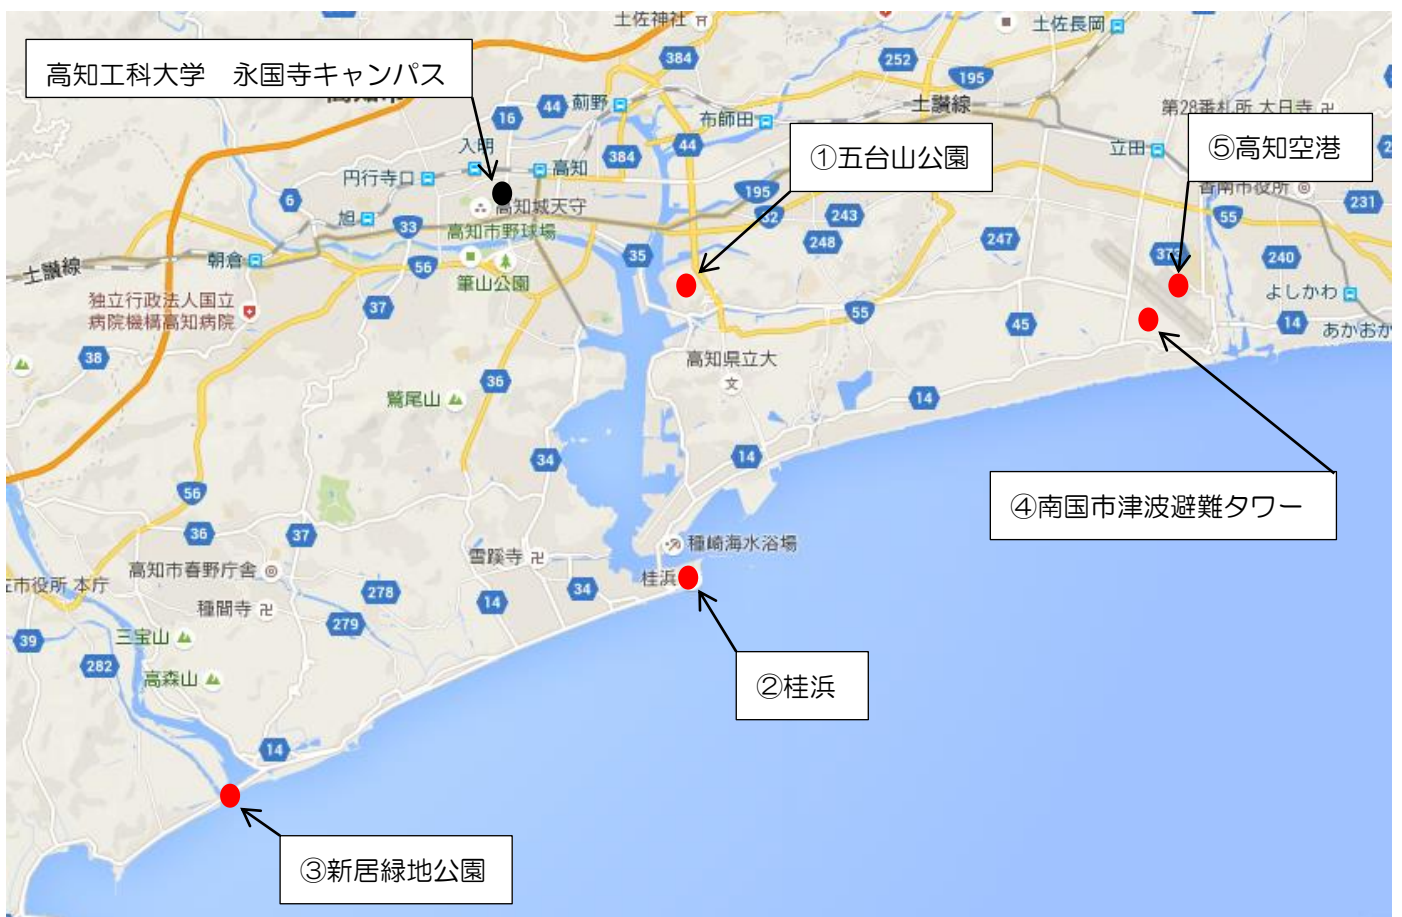 土佐神社
土佐長岡
高知工科大学　永国寺キャンパス
384
252
195
44
薊野
16
布師田
土讃線
第28番札所 大日寺
入明
384
高知
44
①五台山公園
立田
⑤高知空港
円行寺口
195
香南市役所
6
旭
高知城天守
33
32
243
55
231
高知市野球場
248
247
土讃線
朝倉
56
35
240
筆山公園
独立行政法人国立
病院機構高知病院
37
55
45
よしかわ
14
あかおか
38
高知県立大
文
36
鷲尾山
14
34
14
56
④南国市津波避難タワー
36
37
雪蹊寺
種崎海水浴場
高知市春野庁舎
桂浜
市役所 本庁
278
34
14
種間寺
279
39
三宝山
282
高森山
②桂浜
14
③新居緑地公園